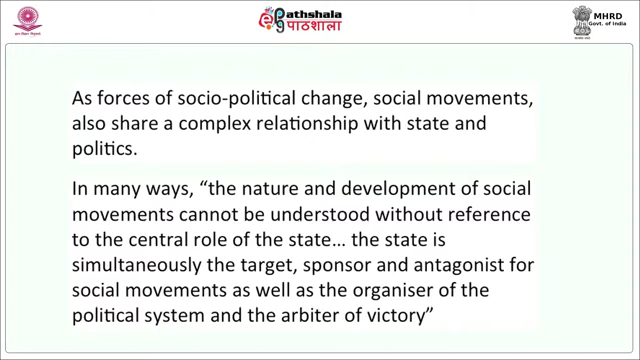 Pathshala
पाठशाला
MHRD
Govt. of India
As forces of socio-political change, social movements,
also share a complex relationship with state and
politics.
In many ways, “the nature and development of social
movements cannot be understood without reference
to the central role of the state… the state is
simultaneously the target, sponsor and antagonist for
social movements as well as the organiser of the
political system and the arbiter of victory”